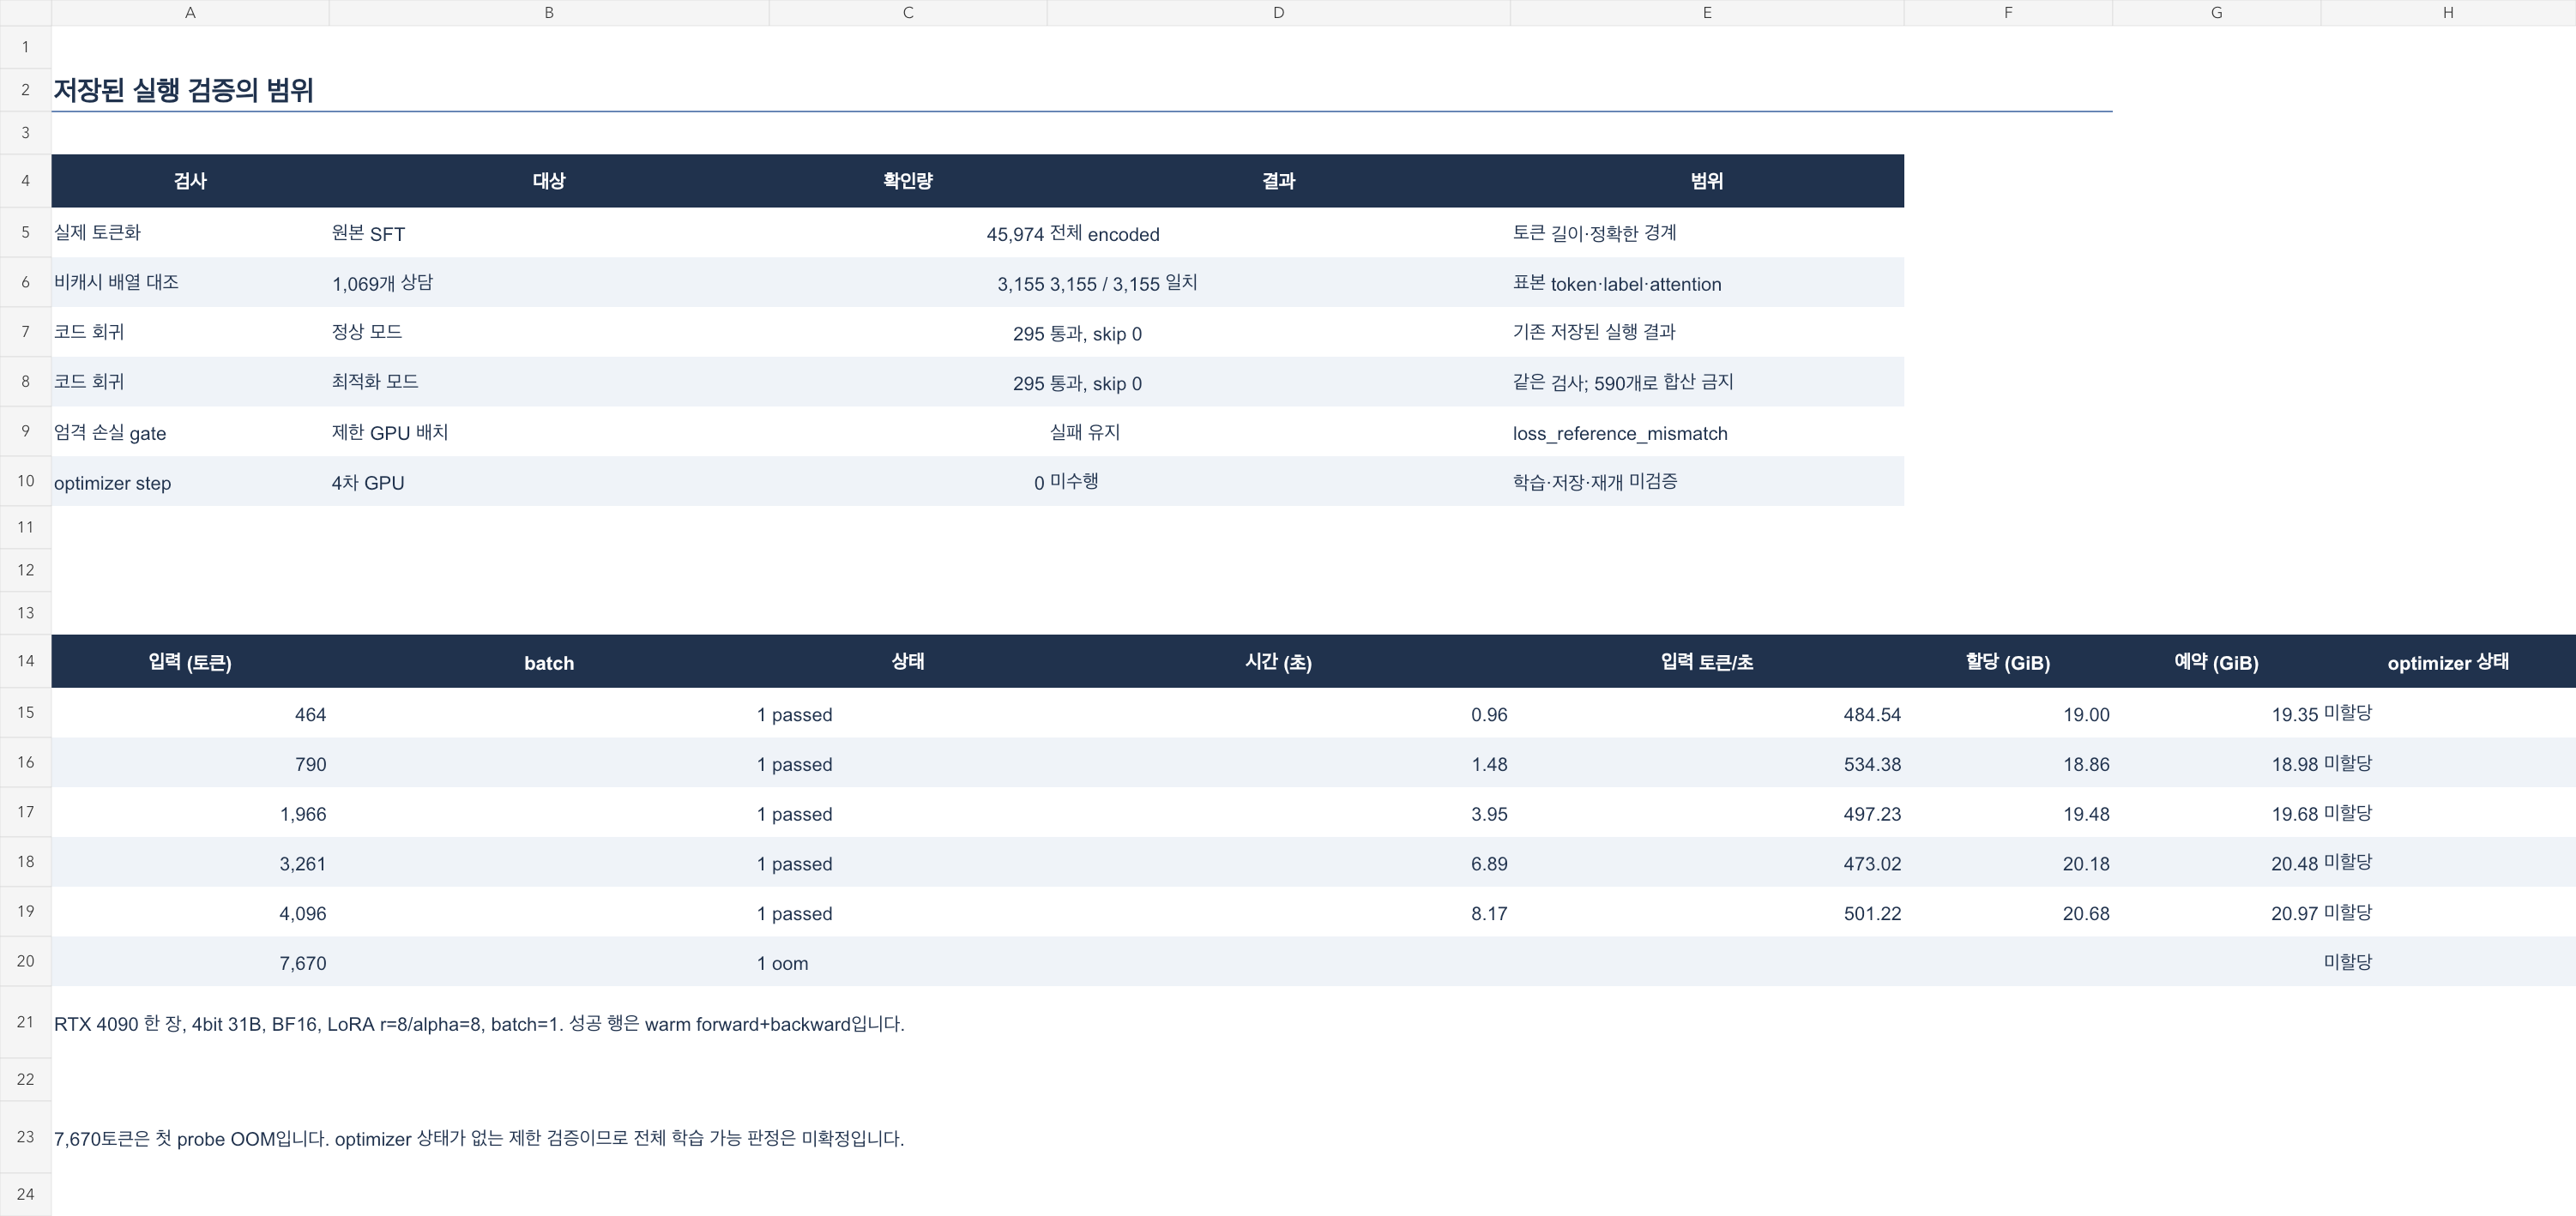 A B C D E F G H
1
2 저장된 실행 검증의 범위
3
4 검사 대상 확인량 결과 범위
5 실제 토큰화 원본 SFT 45,974 전체 encoded 토큰 길이·정확한 경계
6 비캐시 배열 대조 1,069개 상담 3,155 3,155 / 3,155 일치 표본 token·label·attention
7 코드 회귀 정상 모드 295 통과, skip 0 기존 저장된 실행 결과
8 코드 회귀 최적화 모드 295 통과, skip 0 같은 검사; 590개로 합산 금지
9 엄격 손실 gate 제한 GPU 배치 실패 유지 loss_reference_mismatch
10 optimizer step 4차 GPU 0 미수행 학습·저장·재개 미검증
11
12
13
14 입력 (토큰) batch 상태 시간 (초) 입력 토큰/초 할당 (GiB) 예약 (GiB) optimizer 상태
15 464 1 passed 0.96 484.54 19.00 19.35 미할당
16 790 1 passed 1.48 534.38 18.86 18.98 미할당
17 1,966 1 passed 3.95 497.23 19.48 19.68 미할당
18 3,261 1 passed 6.89 473.02 20.18 20.48 미할당
19 4,096 1 passed 8.17 501.22 20.68 20.97 미할당
20 7,670 1 oom 미할당
21 RTX 4090 한 장, 4bit 31B, BF16, LoRA r=8/alpha=8, batch=1. 성공 행은 warm forward+backward입니다.
22
23 7,670토큰은 첫 probe OOM입니다. optimizer 상태가 없는 제한 검증이므로 전체 학습 가능 판정은 미확정입니다.
24